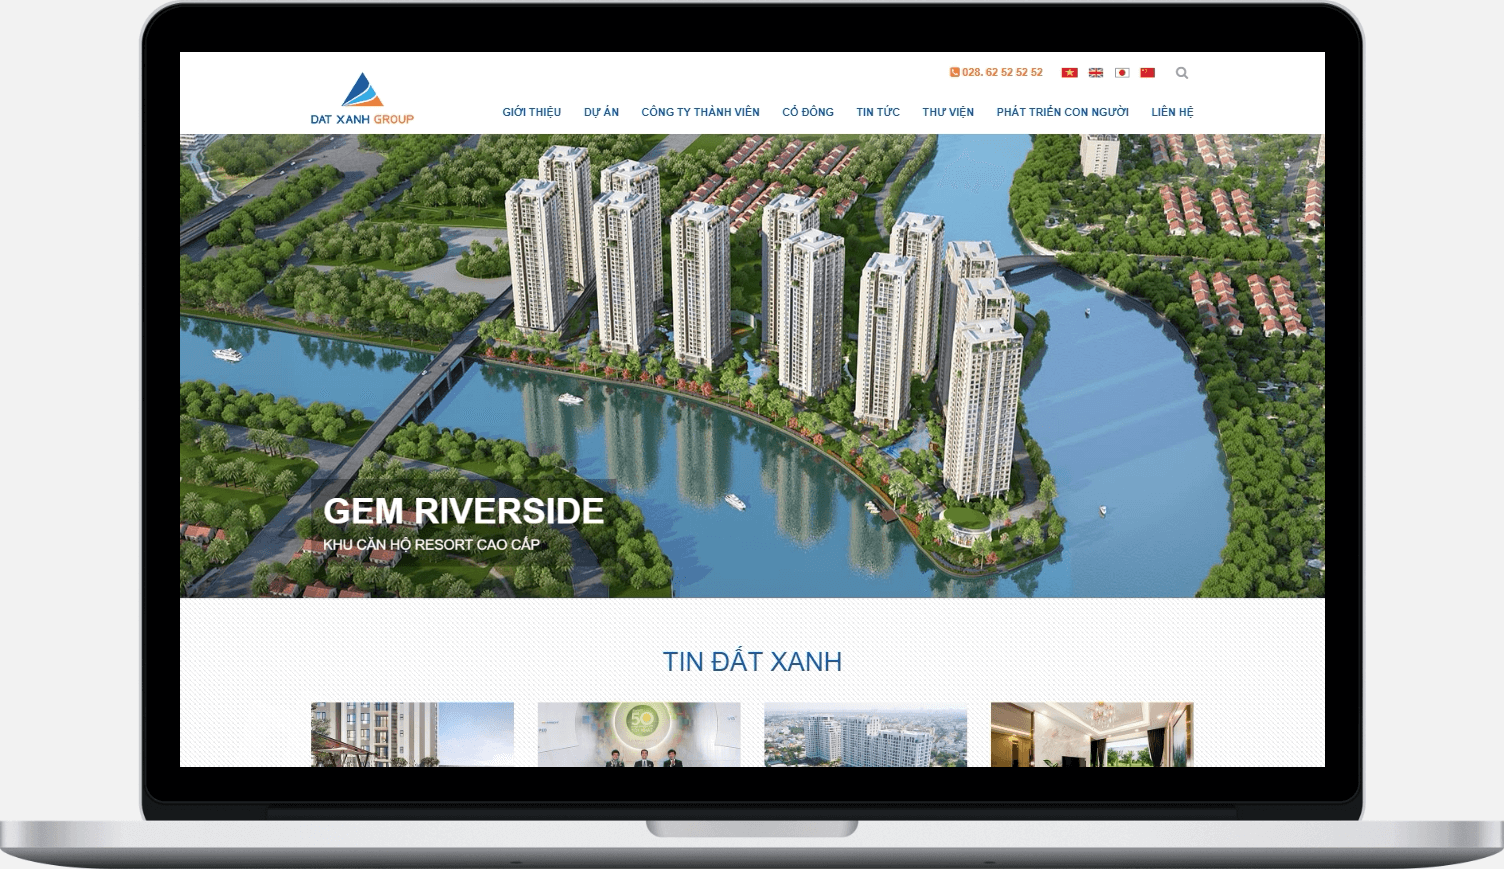 028. 62 52 52 52
DAT XANH GROUP
GIỚI THIỆU DỰ ÁN CÔNG TY THÀNH VIÊN CỔ ĐÔNG TIN TỨC THƯ VIỆN PHÁT TRIỂN CON NGƯỜI LIÊN HỆ
GEM RIVERSIDE
KHU CĂN HỘ RESORT CAO CẤP
TIN ĐẤT XANH
50